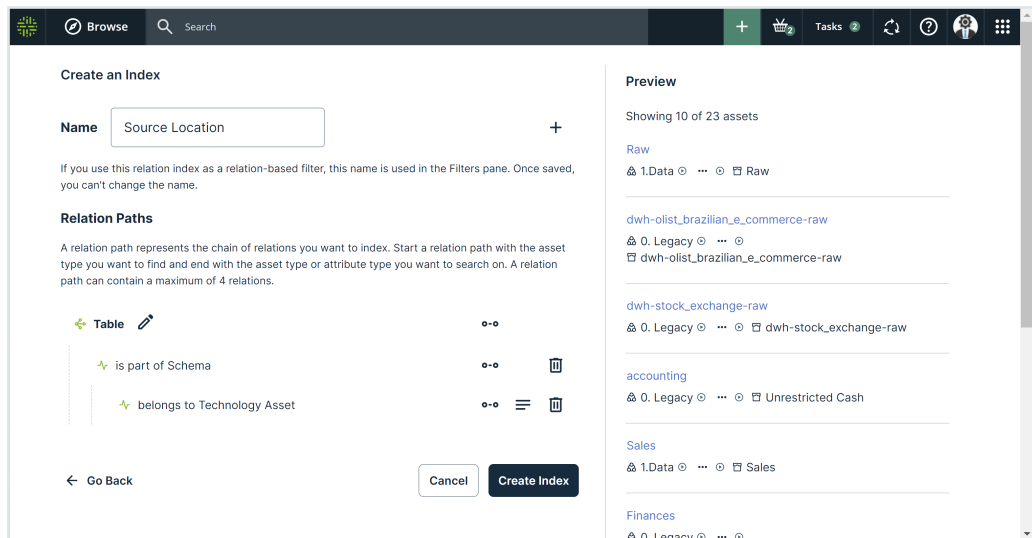 Browse
Search
2
Tasks 2
Create an Index
Name
Source Location
If you use this relation index as a relation-based filter, this name is used in the Filters pane. Once saved,
you can't change the name.
Relation Paths
A relation path represents the chain of relations you want to index. Start a relation path with the asset
type you want to find and end with the asset type or attribute type you want to search on. A relation
path can contain a maximum of 4 relations.
Table
is part of Schema
belongs to Technology Asset
Go Back
Cancel
Create Index
Preview
Showing 10 of 23 assets
Raw
1.Data ... Raw
dwh-olist_brazilian_e_commerce-raw
0. Legacy ...
dwh-olist_brazilian_e_commerce-raw
dwh-stock_exchange-raw
0. Legacy ... dwh-stock_exchange-raw
accounting
0. Legacy ... Unrestricted Cash
Sales
1.Data ... Sales
Finances
0. Legacy ...